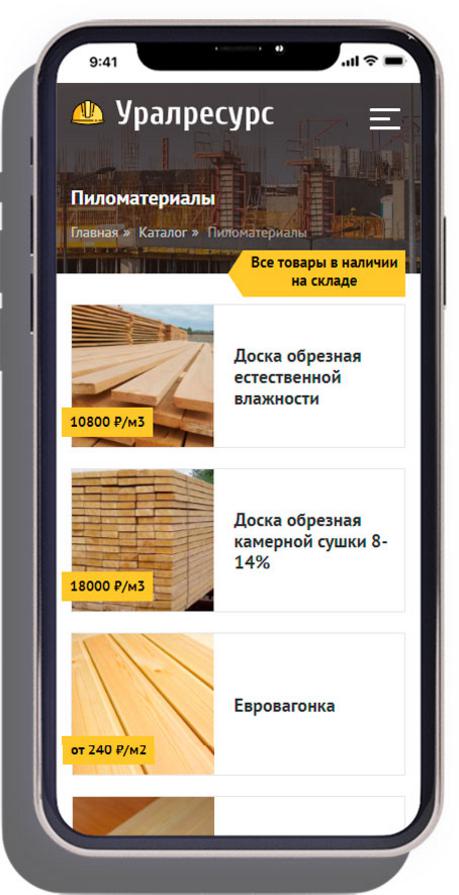 9:41
Уралресурс
Пиломатериалы
Главная » Каталог » Пиломатериалы
Все товары в наличии
на складе
Доска обрезная
естественной
влажности
10800 ₽/м3
Доска обрезная
камерной сушки 8-
14%
18000 ₽/м3
Евровагонка
от 240 ₽/м2